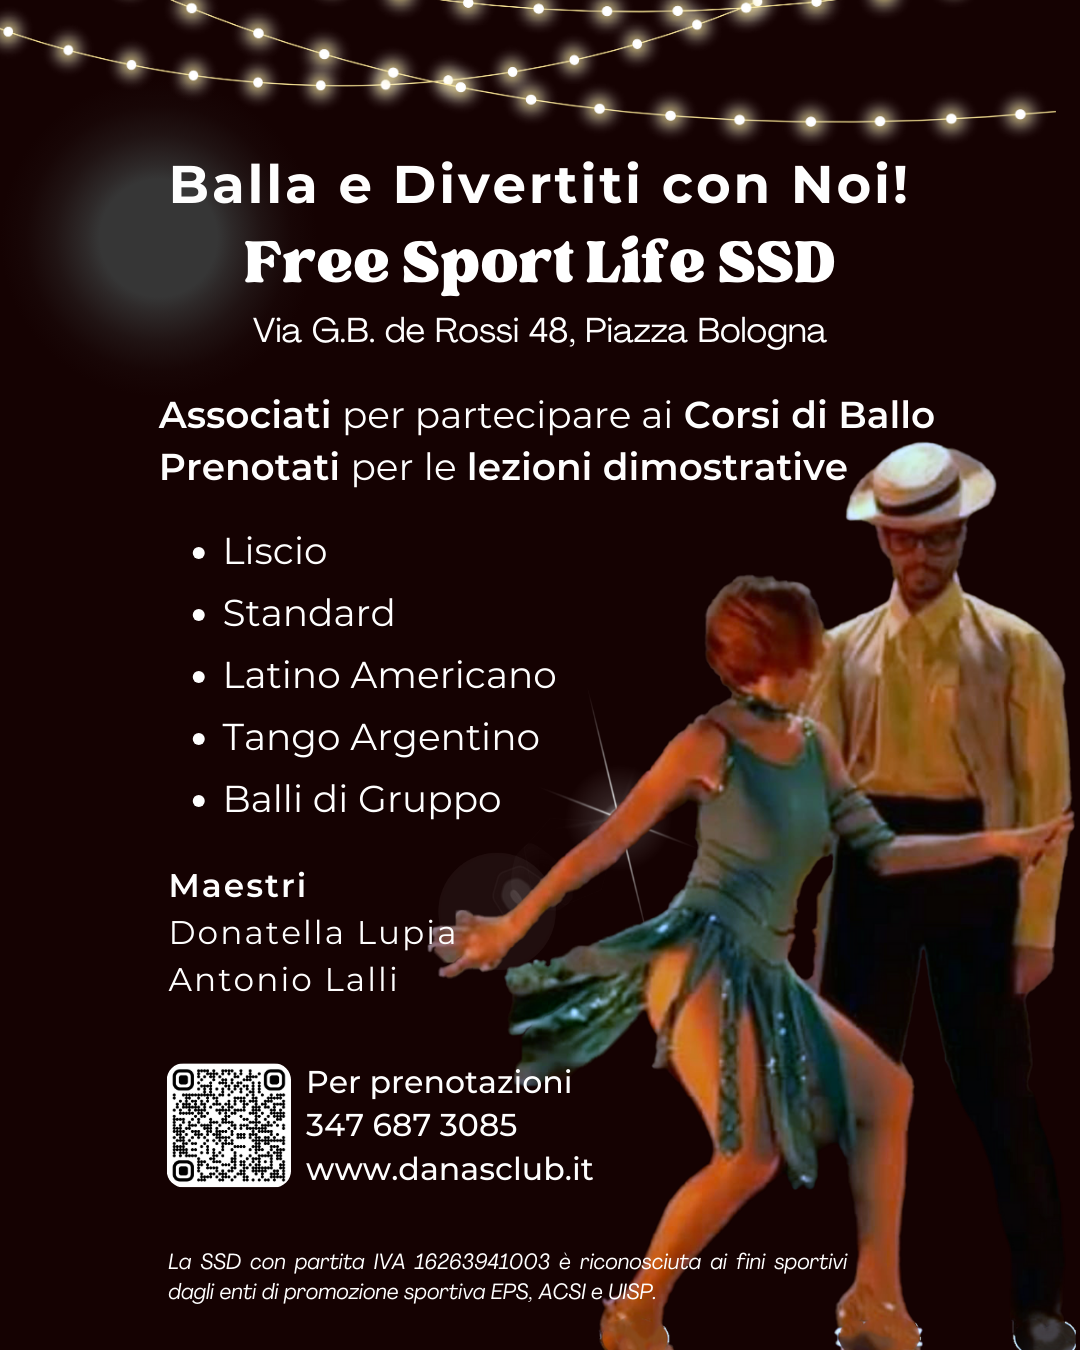 Balla e Divertiti con Noi!
Free Sport Life SSD
Via G.B. de Rossi 48, Piazza Bologna
Associati per partecipare ai Corsi di Ballo
Prenotati per le lezioni dimostrative
• Liscio
• Standard
• Latino Americano
• Tango Argentino
• Balli di Gruppo
Maestri
Donatella Lupia
Antonio Lalli
Per prenotazioni
347 687 3085
www.danasclub.it
La SSD con partita IVA 16263941003 è riconosciuta ai fini sportivi
dagli enti di promozione sportiva EPS, ACSI e UISP.